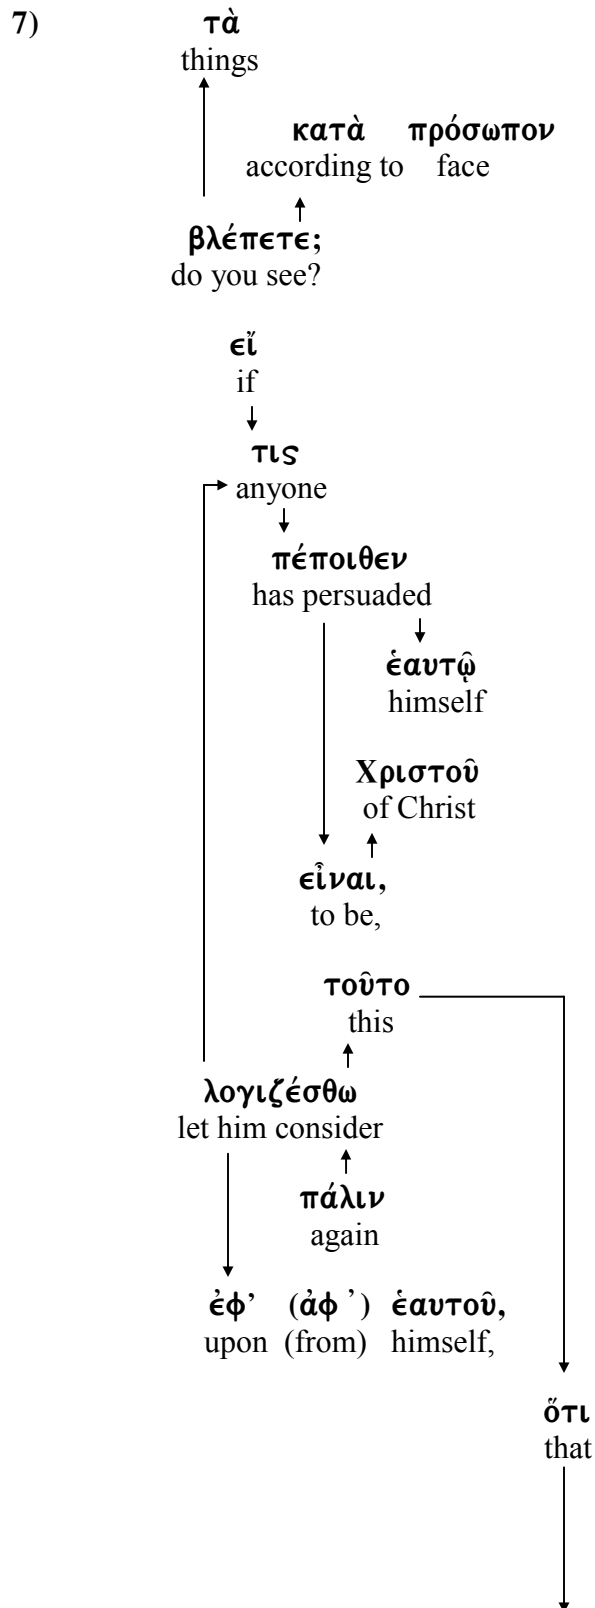 7) τὰ
things
κατὰ πρόσωπον
according to face
βλέπετε;
do you see?
εἴ
if
τις
anyone
πέποιθεν
has persuaded
ἑαυτῷ
himself
Χριστοῦ
of Christ
εἶναι,
to be,
τοῦτο
this
λογιζέσθω
let him consider
πάλιν
again
ἐφ’ (ἀφ ’) ἑαυτοῦ,
upon (from) himself,
ὅτι
that